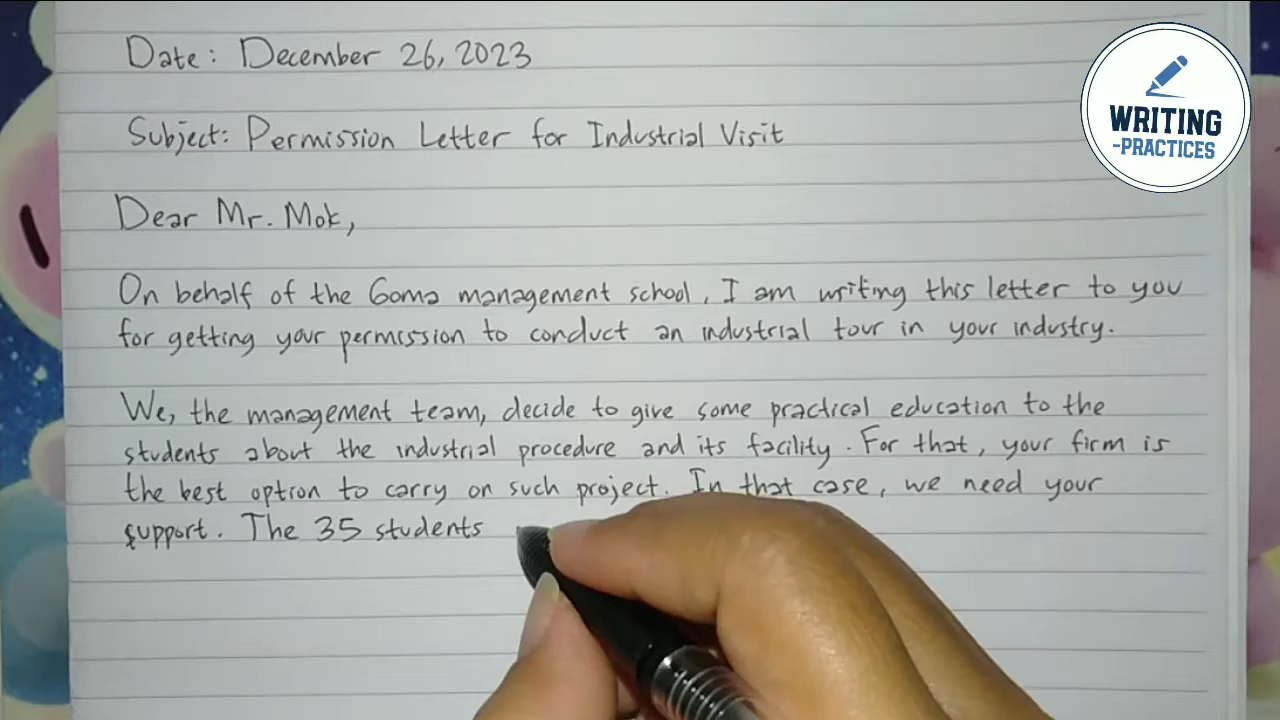 Date: December 26, 2023
WRITING
-PRACTICES
Subject: Permission Letter for Industrial Visit
Dear Mr. Mok,
On behalf of the Goma management school, I am writing this letter to you
for getting your permission to conduct an industrial tour in your industry.
We, the management team, decide to give some practical education to the
students about the industrial procedure and its facility. For that, your firm is
the best option to carry on such project. In that case, we need your
support. The 35 students